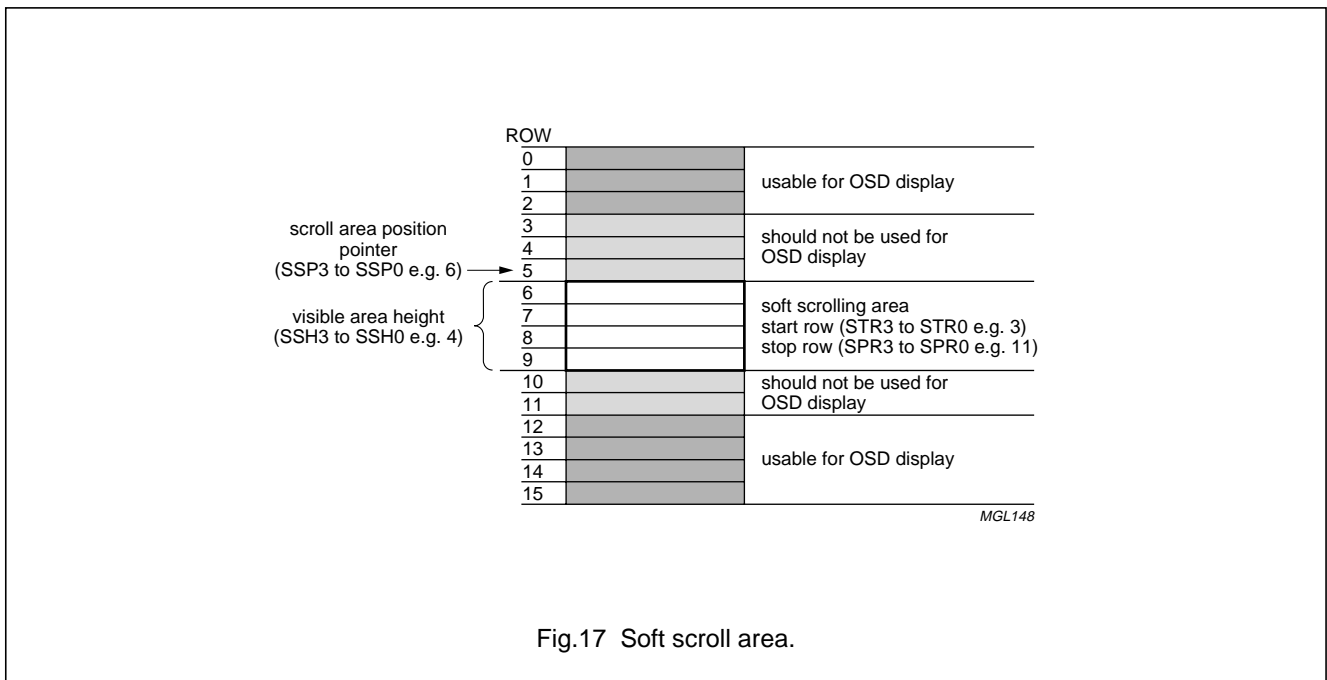 ROW
0
1
2
usable for OSD display
3
4
5
should not be used for
OSD display
scroll area position
pointer
(SSP3 to SSP0 e.g. 6)
6
7
8
9
visible area height
(SSH3 to SSH0 e.g. 4)
soft scrolling area
start row (STR3 to STR0 e.g. 3)
stop row (SPR3 to SPR0 e.g. 11)
10
11
should not be used for
OSD display
12
13
14
15
usable for OSD display
MGL148
Fig.17 Soft scroll area.